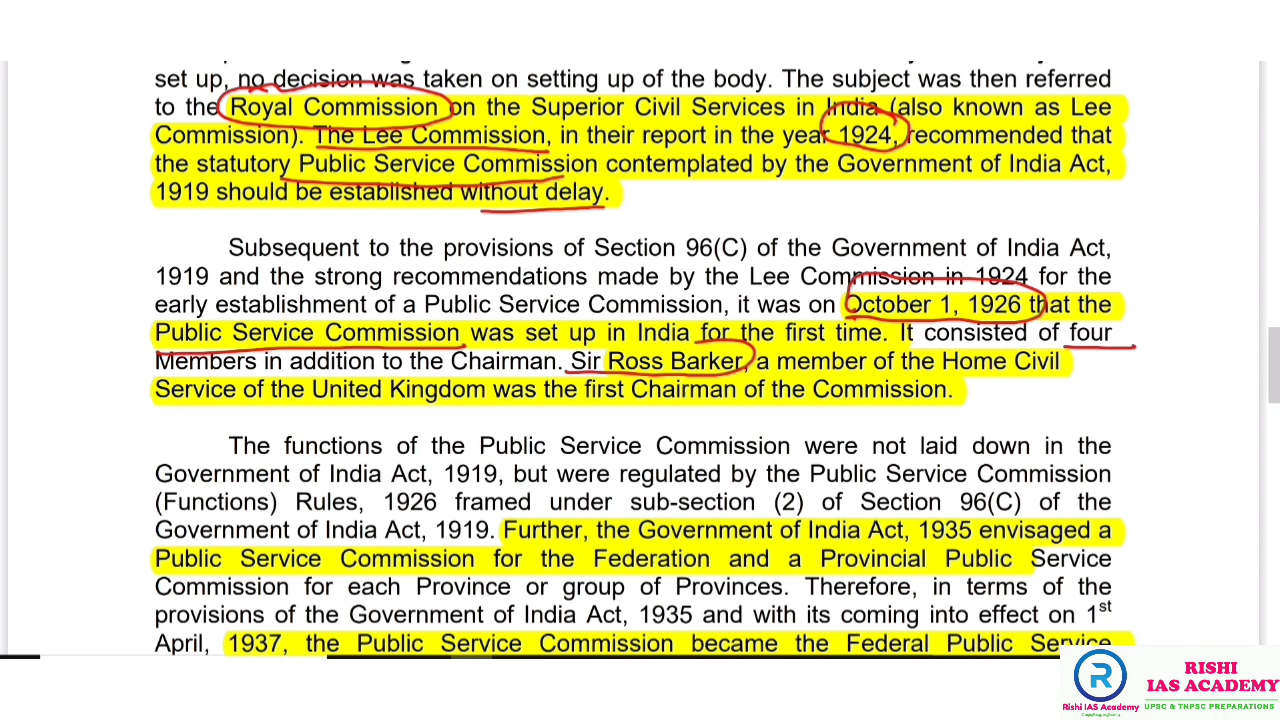 set up, no decision was taken on setting up of the body. The subject was then referred
to the Royal Commission on the Superior Civil Services in India (also known as Lee
Commission). The Lee Commission, in their report in the year 1924, recommended that
the statutory Public Service Commission contemplated by the Government of India Act,
1919 should be established without delay.
Subsequent to the provisions of Section 96(C) of the Government of India Act,
1919 and the strong recommendations made by the Lee Commission in 1924 for the
early establishment of a Public Service Commission, it was on October 1, 1926 that the
Public Service Commission was set up in India for the first time. It consisted of four
Members in addition to the Chairman. Sir Ross Barker, a member of the Home Civil
Service of the United Kingdom was the first Chairman of the Commission.
The functions of the Public Service Commission were not laid down in the
Government of India Act, 1919, but were regulated by the Public Service Commission
(Functions) Rules, 1926 framed under sub-section (2) of Section 96(C) of the
Government of India Act, 1919. Further, the Government of India Act, 1935 envisaged a
Public Service Commission for the Federation and a Provincial Public Service
Commission for each Province or group of Provinces. Therefore, in terms of the
provisions of the Government of India Act, 1935 and with its coming into effect on 1st
April, 1937, the Public Service Commission became the Federal Public Service
R
Rishi IAS Academy
RISHI
IAS ACADEMY
UPSC & TNPSC PREPARATIONS